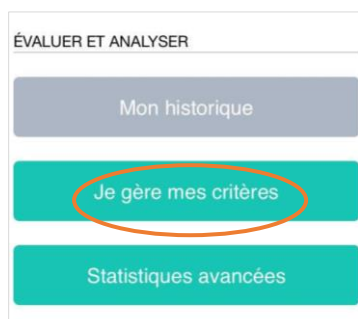 ÉVALUER ET ANALYSER
Mon historique
Je gère mes critères
Statistiques avancées